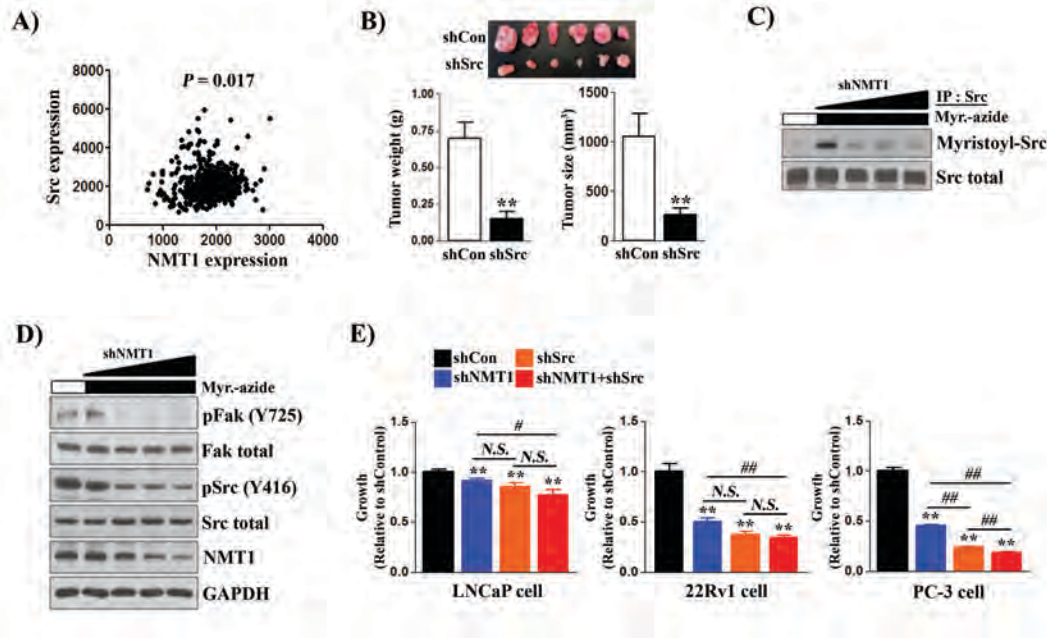 A)
P = 0.017
Src expression
8000
6000
4000
2000
0
0 1000 2000 3000 4000
NMT1 expression
B)
shCon
shSrc
Tumor weight (g)
1.00
0.75
0.50
0.25
0.00
shCon shSrc
**
Tumor size (mm³)
1500
1000
500
0
shCon shSrc
**
C)
shNMT1
IP : Src
Myr.-azide
Myristoyl-Src
Src total
D)
shNMT1
Myr.-azide
pFak (Y725)
Fak total
pSrc (Y416)
Src total
NMT1
GAPDH
E)
shCon
shSrc
shNMT1
shNMT1+shSrc
Growth
(Relative to shControl)
1.5
1.0
0.5
0.0
#
N.S. N.S.
** ** **
LNCaP cell
Growth
(Relative to shControl)
1.5
1.0
0.5
0.0
##
N.S. N.S.
** ** **
22Rv1 cell
Growth
(Relative to shControl)
1.5
1.0
0.5
0.0
##
##
##
** ** **
PC-3 cell